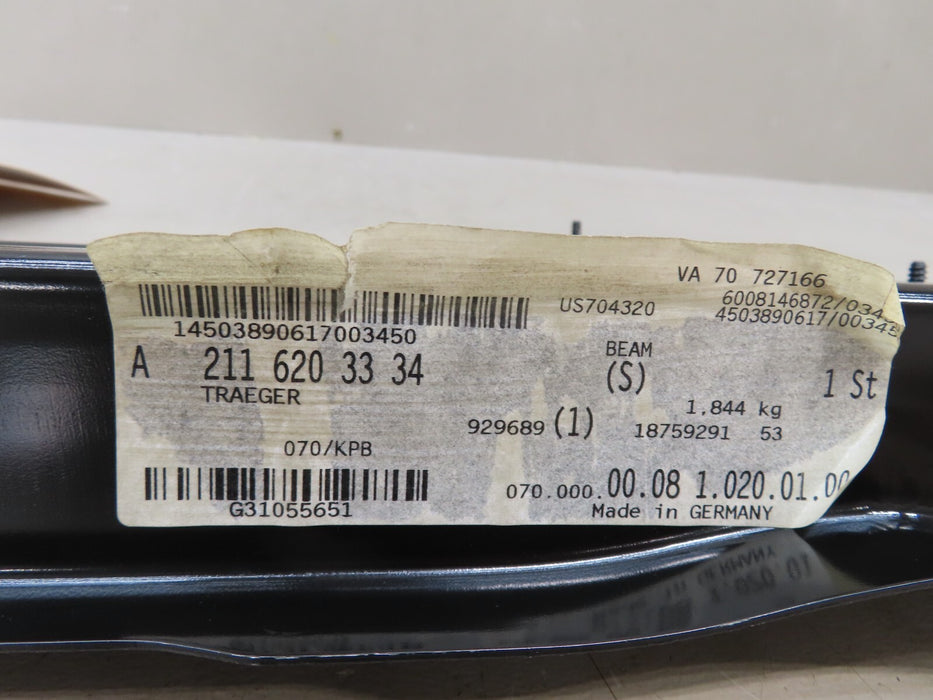 VA 70 727166
US704320
6008146872/034
4503890617/00345
14503890617003450
A 211 620 33 34
BEAM
TRAEGER
(S)
1 St
1,844 kg
929689 (1)
18759291 53
070/KPB
070.000.00.08 1.020.01.00
G31055651
Made in GERMANY